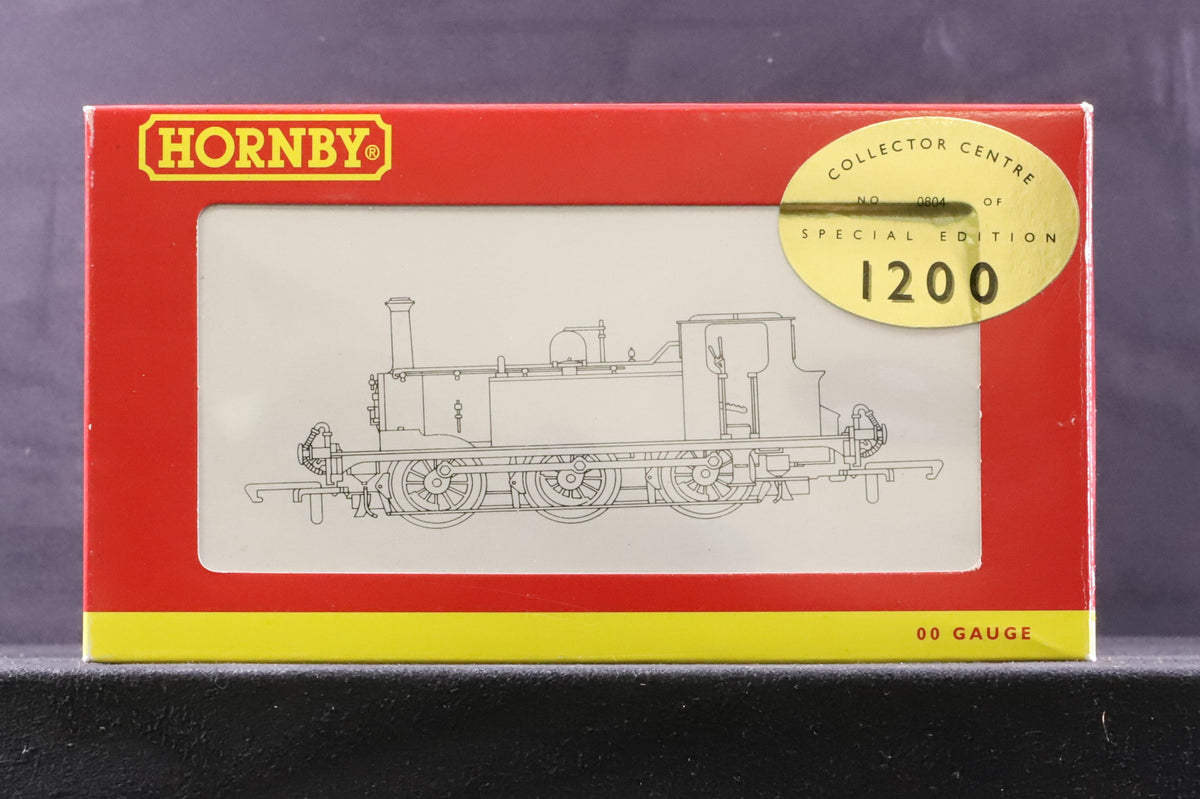 HORNBY®
COLLECTOR CENTRE
NO 0804 OF
SPECIAL EDITION
1200
00 GAUGE